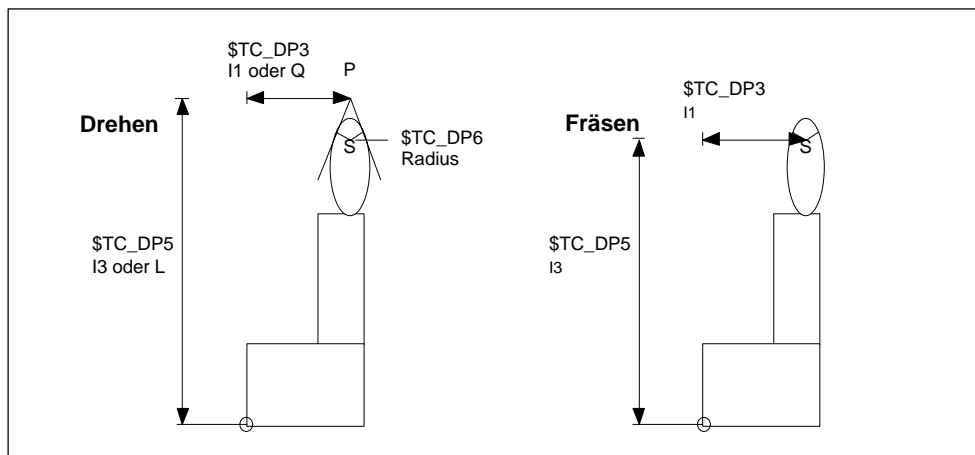 $TC_DP3
I1 oder Q
P
Drehen
S
$TC_DP6
Radius
$TC_DP5
I3 oder L
$TC_DP3
I1
Fräsen
S
$TC_DP5
I3